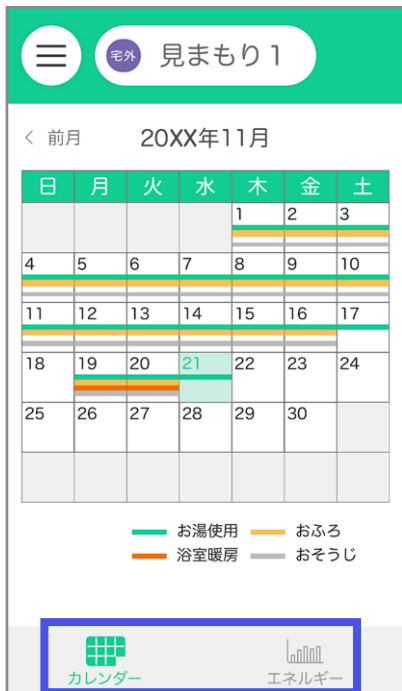 宅外 見まもり1
< 前月 20XX年11月
日 月 火 水 木 金 土
1 2 3
4 5 6 7 8 9 10
11 12 13 14 15 16 17
18 19 20 21 22 23 24
25 26 27 28 29 30
お湯使用 おふろ
浴室暖房 おそうじ
カレンダー エネルギー